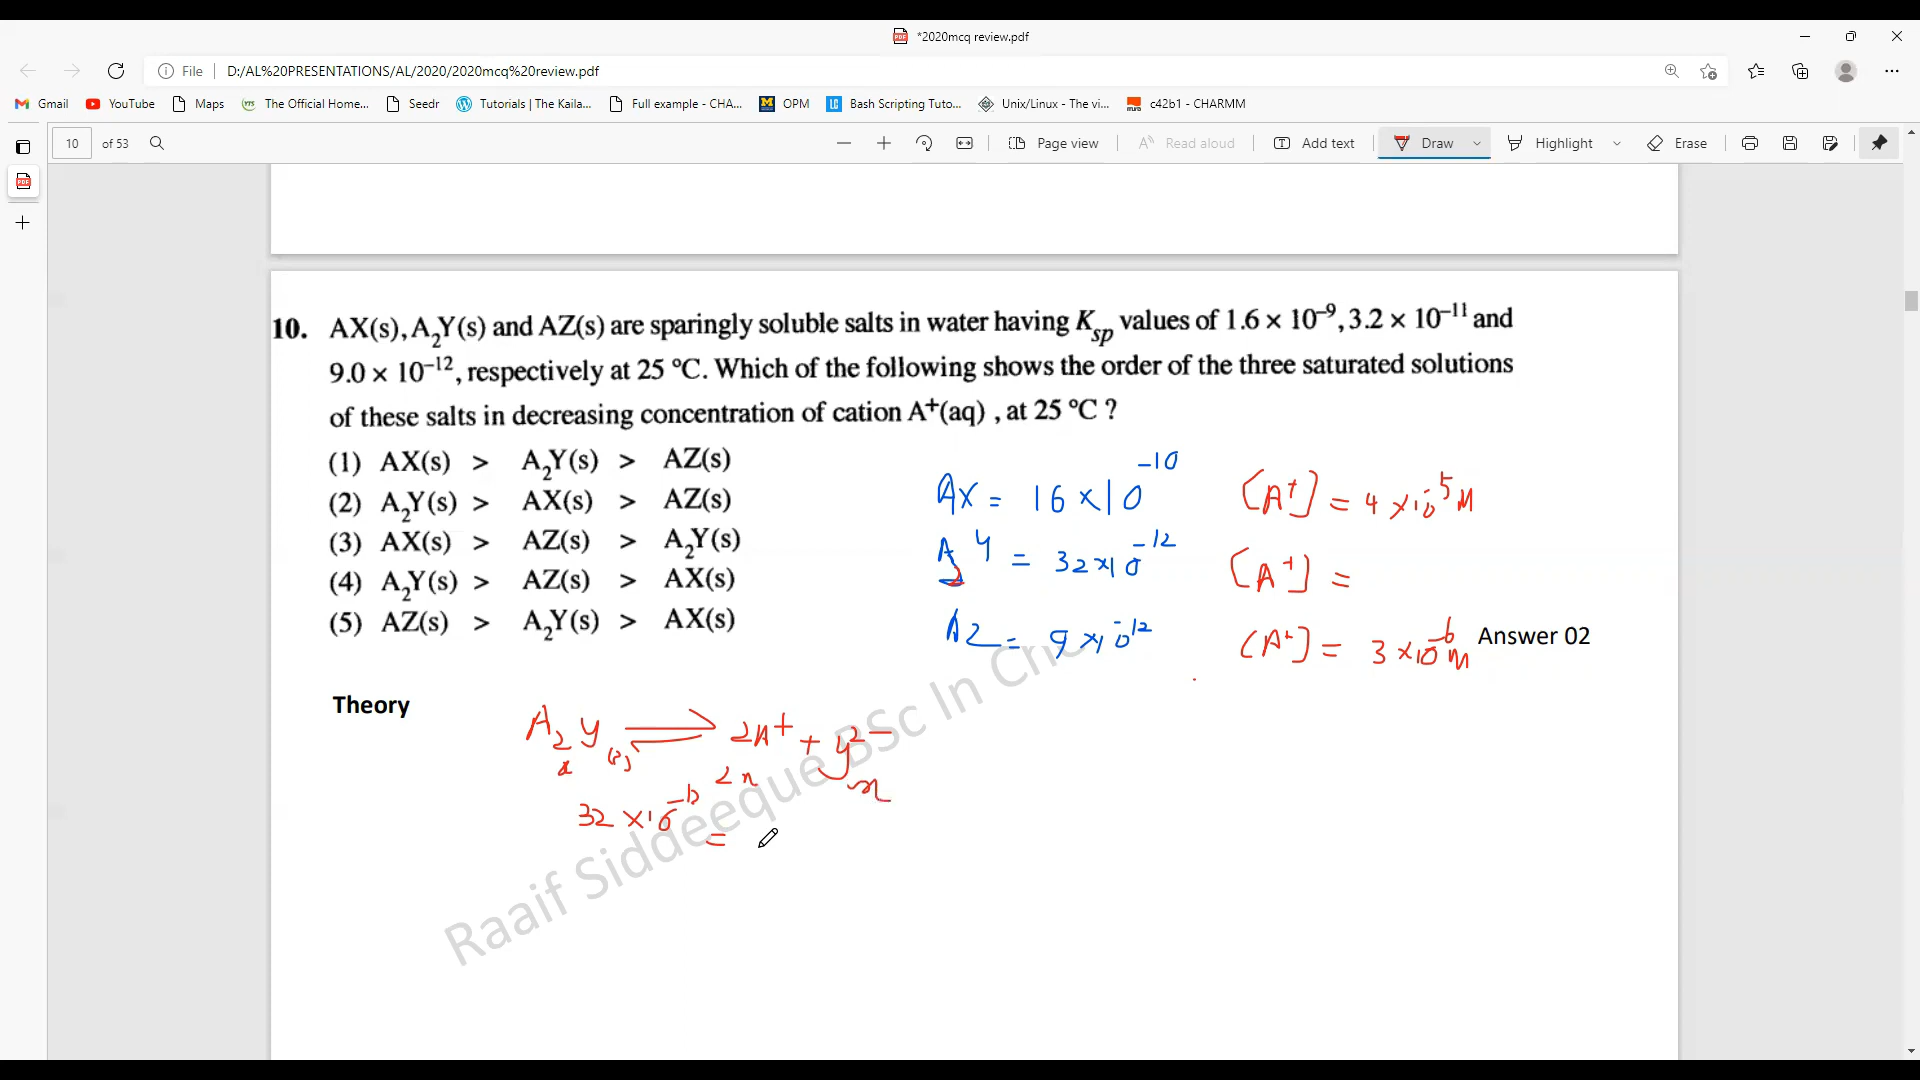 *2020mcq review.pdf
File D:/AL%20PRESENTATIONS/AL/2020/2020mcq%20review.pdf
Gmail YouTube Maps The Official Home... Seedr Tutorials | The Kaila... Full example - CHA... OPM Bash Scripting Tuto... Unix/Linux - The vi... c42b1 - CHARMM
10 of 53 Page view Read aloud Add text Draw Highlight Erase
10. AX(s), A₂Y(s) and AZ(s) are sparingly soluble salts in water having Kₛₚ values of 1.6 × 10⁻⁹, 3.2 × 10⁻¹¹ and
9.0 × 10⁻¹², respectively at 25 °C. Which of the following shows the order of the three saturated solutions
of these salts in decreasing concentration of cation A⁺(aq) , at 25 °C ?
(1) AX(s) > A₂Y(s) > AZ(s)
(2) A₂Y(s) > AX(s) > AZ(s)
(3) AX(s) > AZ(s) > A₂Y(s)
(4) A₂Y(s) > AZ(s) > AX(s)
(5) AZ(s) > A₂Y(s) > AX(s)
AX = 16 × 10⁻¹⁰ [A⁺] = 4 × 10⁻⁵ M
A₂Y = 32 × 10⁻¹² [A⁺] =
AZ = 9 × 10⁻¹² [A⁺] = 3 × 10⁻⁶ M
Answer 02
Theory
A₂Y(s) ⇌ 2A⁺ + Y²⁻
x 2x x
32 × 10⁻¹² =
Raaif Siddeeque BSc In Che